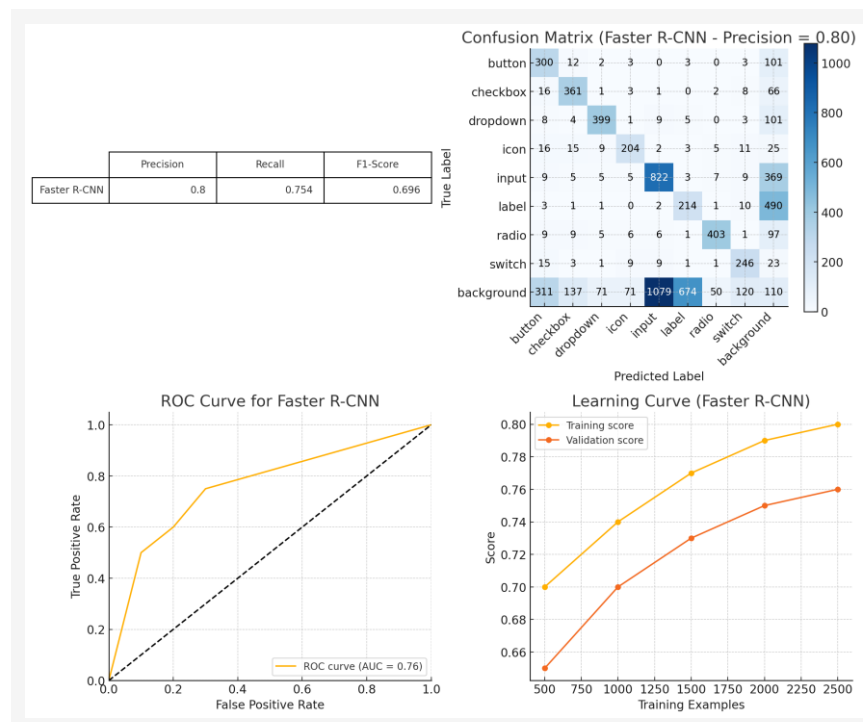 Precision Recall F1-Score
Faster R-CNN 0.8 0.754 0.696
Confusion Matrix (Faster R-CNN - Precision = 0.80)
True Label
button 300 12 2 3 0 3 0 3 101
checkbox 16 361 1 3 1 0 2 8 66
dropdown 8 4 399 1 9 5 0 3 101
icon 16 15 9 204 2 3 5 11 25
input 9 5 5 5 822 3 7 9 369
label 3 1 1 0 2 214 1 10 490
radio 9 9 5 6 6 1 403 1 97
switch 15 3 1 9 9 1 1 246 23
background 311 137 71 71 1079 674 50 120 110
button checkbox dropdown icon input label radio switch background
Predicted Label
1000
800
600
400
200
0
ROC Curve for Faster R-CNN
True Positive Rate
1.0
0.8
0.6
0.4
0.2
0.0
0.0 0.2 0.4 0.6 0.8 1.0
False Positive Rate
ROC curve (AUC = 0.76)
Learning Curve (Faster R-CNN)
Training score
Validation score
Score
0.80
0.78
0.76
0.74
0.72
0.70
0.68
0.66
500 750 1000 1250 1500 1750 2000 2250 2500
Training Examples